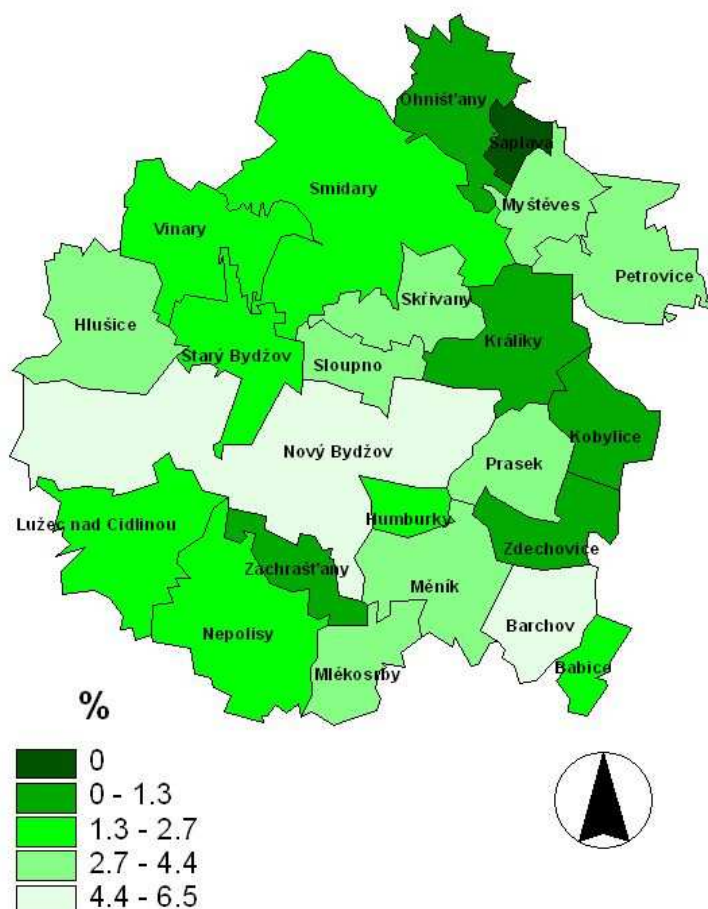 Ohnišťany
Saplava
Smidary
Myštěves
Vinary
Petrovice
Skřivany
Hlušice
Králíky
Starý Bydžov
Sloupno
Kobylice
Nový Bydžov
Prasek
Lužec nad Cidlinou
Humburky
Zdechovice
Zachrašťany
Měník
Barchov
Nepolisy
Babice
Mlékosrby
%
0
0 - 1.3
1.3 - 2.7
2.7 - 4.4
4.4 - 6.5